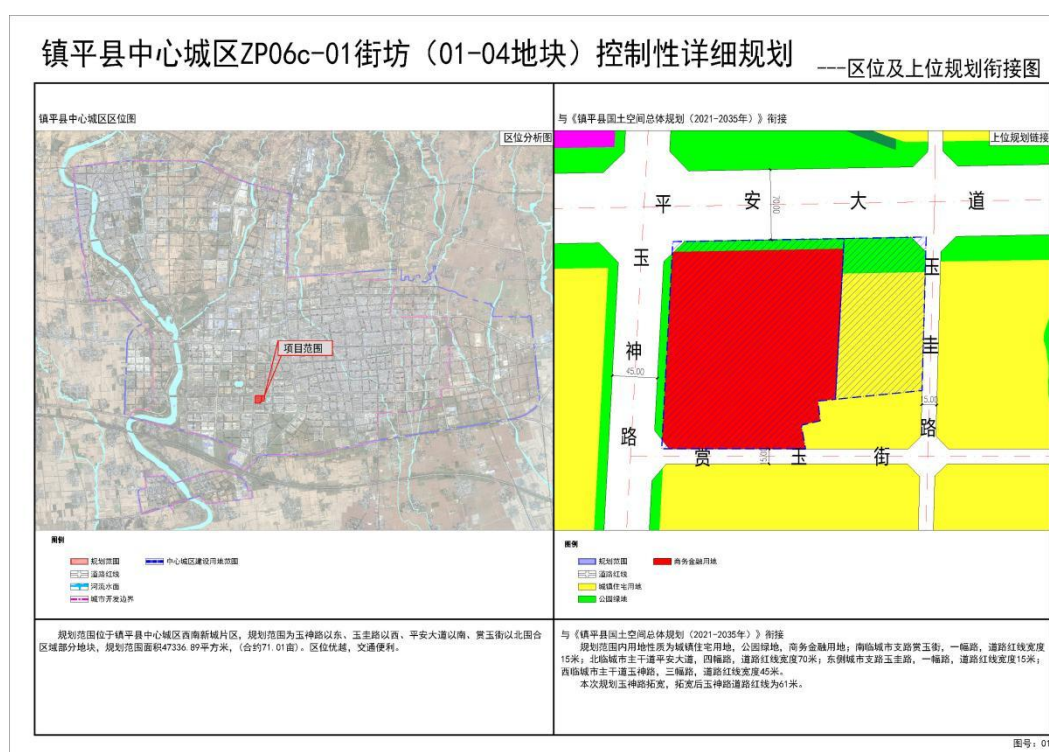 镇平县中心城区ZP06c-01街坊（01-04地块）控制性详细规划
---区位及上位规划衔接图
镇平县中心城区区位图
区位分析图
项目范围
图例
规划范围
中心城区建设用地范围
道路红线
河流水面
城市开发边界
规划范围位于镇平县中心城区西南新城片区，规划范围为玉神路以东、玉圭路以西、平安大道以南、赏玉街以北围合
区域部分地块，规划范围面积47336.89平方米，（合约71.01亩）。区位优越，交通便利。
与《镇平县国土空间总体规划（2021-2035年）》衔接
上位规划链接
平安大道
70.00
玉神路
45.00
玉圭路
15.00
赏玉街
15.00
图例
规划范围
商务金融用地
道路红线
城镇住宅用地
公园绿地
与《镇平县国土空间总体规划（2021-2035年）》衔接
规划范围内用地性质为城镇住宅用地，公园绿地，商务金融用地；南临城市支路赏玉街，一幅路，道路红线宽度
15米；北临城市主干道平安大道，四幅路，道路红线宽度70米；东侧城市支路玉圭路，一幅路，道路红线宽度15米；
西临城市主干道玉神路，三幅路，道路红线宽度45米。
本次规划玉神路拓宽，拓宽后玉神路道路红线为61米。
图号：01